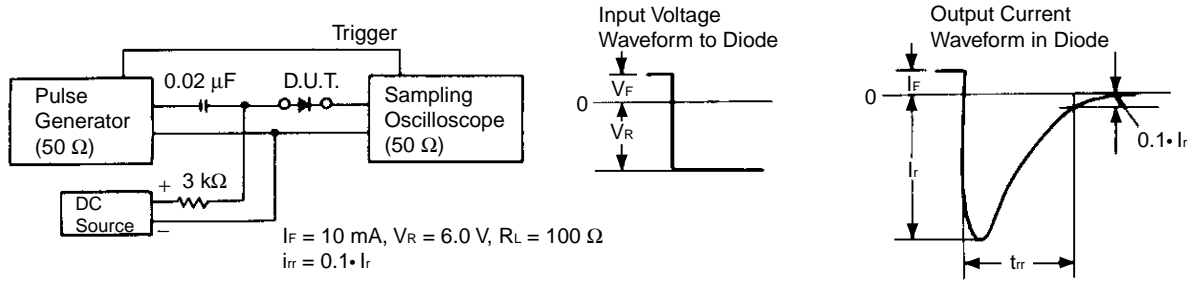 Trigger
0.02 µF
D.U.T.
Pulse
Generator
(50 Ω)
Sampling
Oscilloscope
(50 Ω)
+ 3 kΩ
DC
Source
−
IF = 10 mA, VR = 6.0 V, RL = 100 Ω
irr = 0.1• Ir
Input Voltage
Waveform to Diode
VF
0
VR
Output Current
Waveform in Diode
IF
0
Ir
0.1• Ir
trr